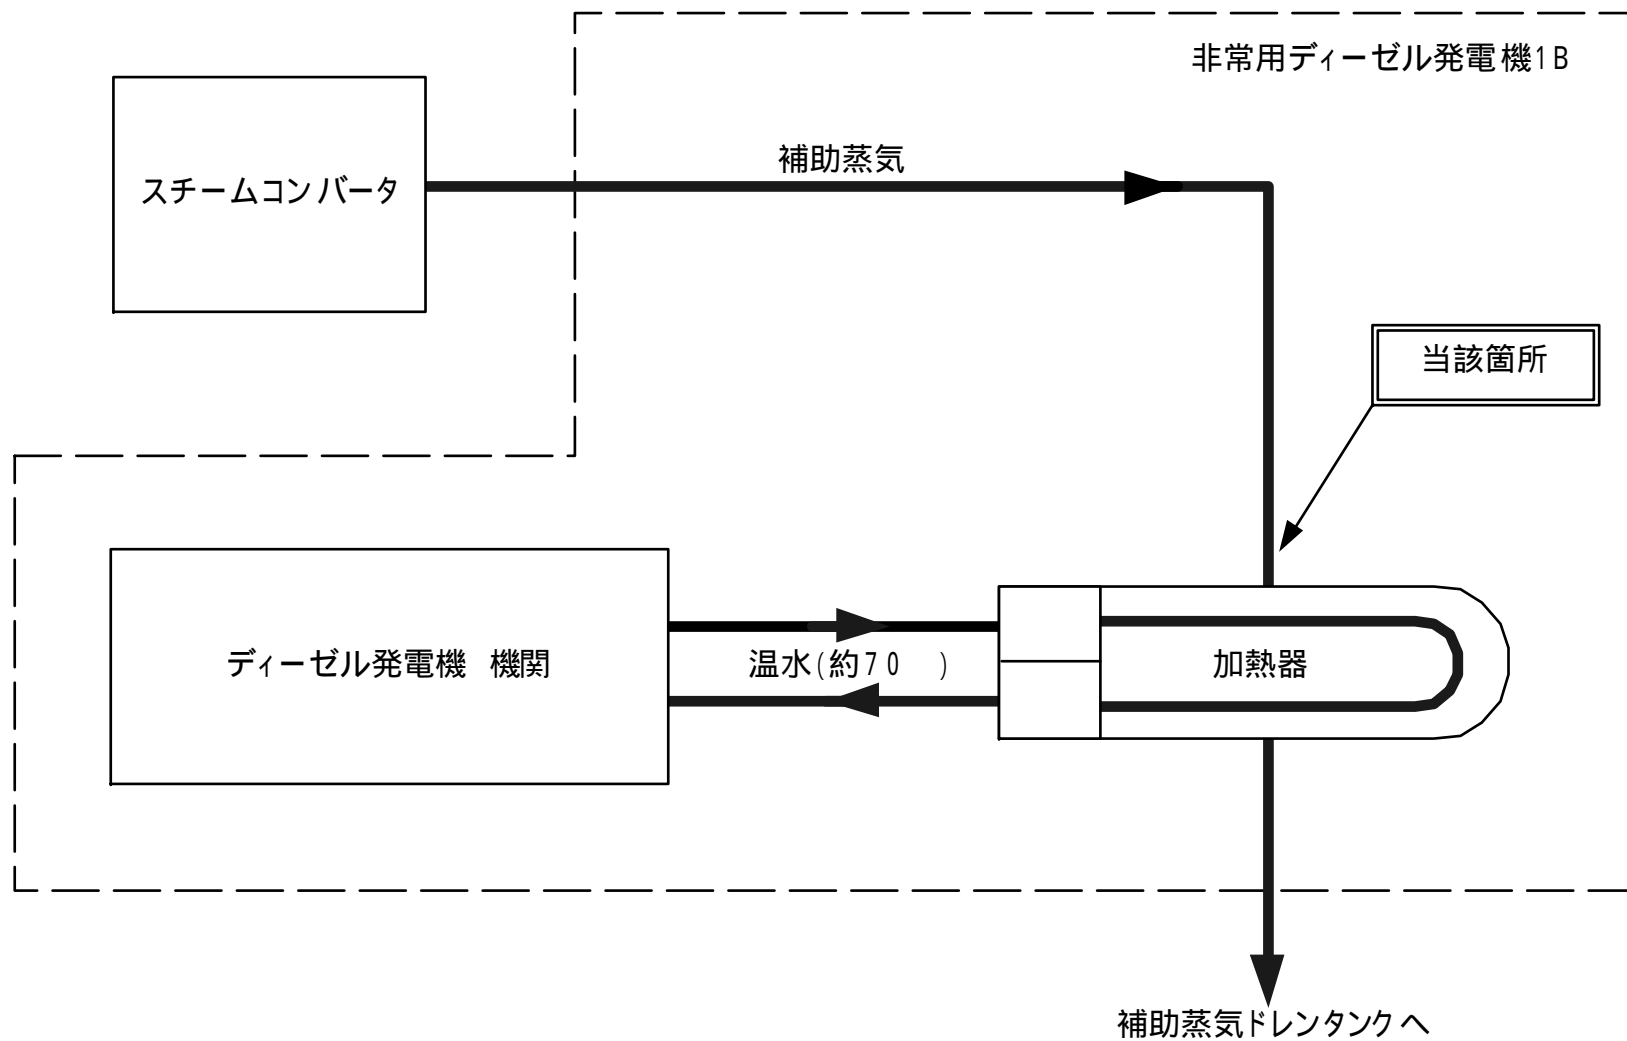 非常用ディーゼル発電機1B
補助蒸気
スチームコンバータ
当該箇所
ディーゼル発電機 機関
温水(約70 )
加熱器
補助蒸気ドレンタンクへ